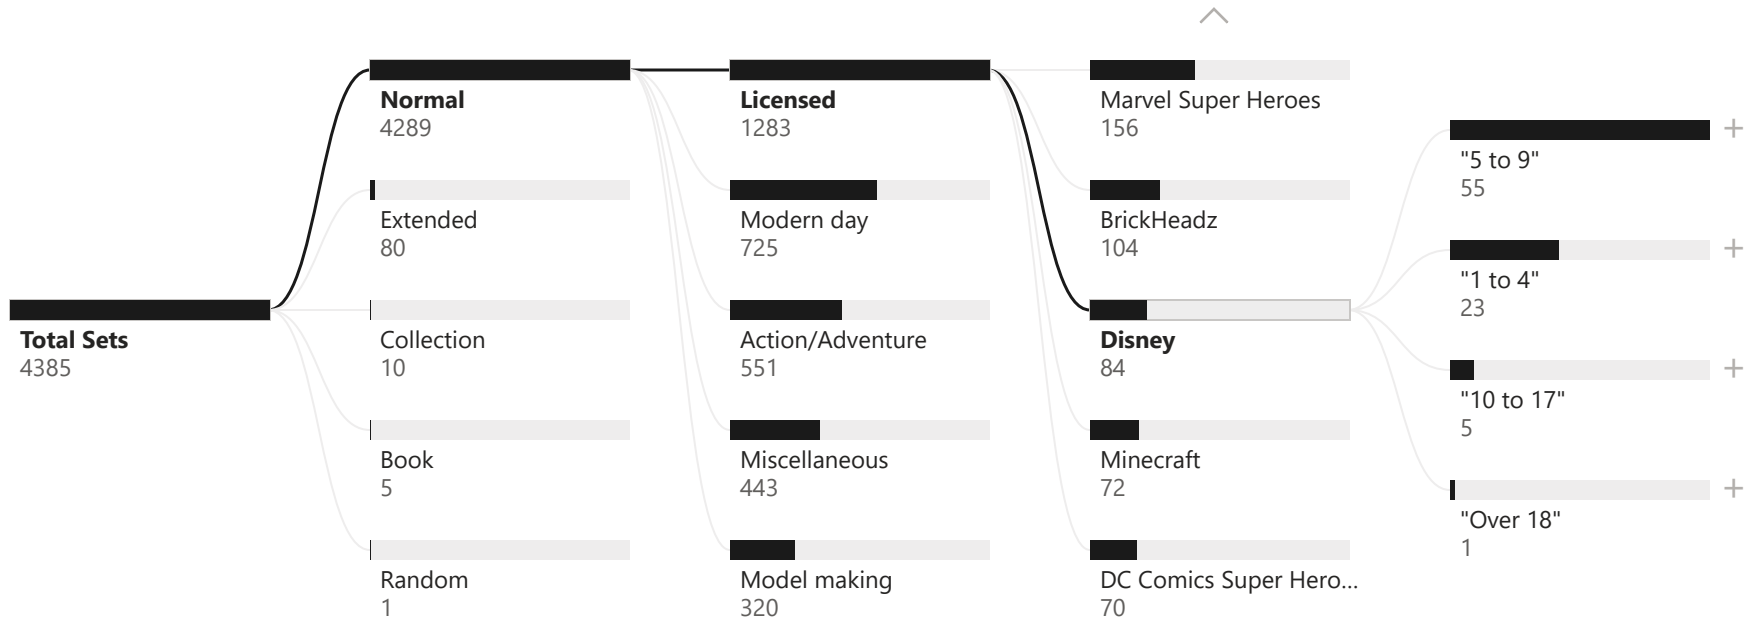 Total Sets
4385
Normal
4289
Extended
80
Collection
10
Book
5
Random
1
Licensed
1283
Modern day
725
Action/Adventure
551
Miscellaneous
443
Model making
320
Marvel Super Heroes
156
BrickHeadz
104
Disney
84
Minecraft
72
DC Comics Super Hero...
70
"5 to 9"
55
"1 to 4"
23
"10 to 17"
5
"Over 18"
1